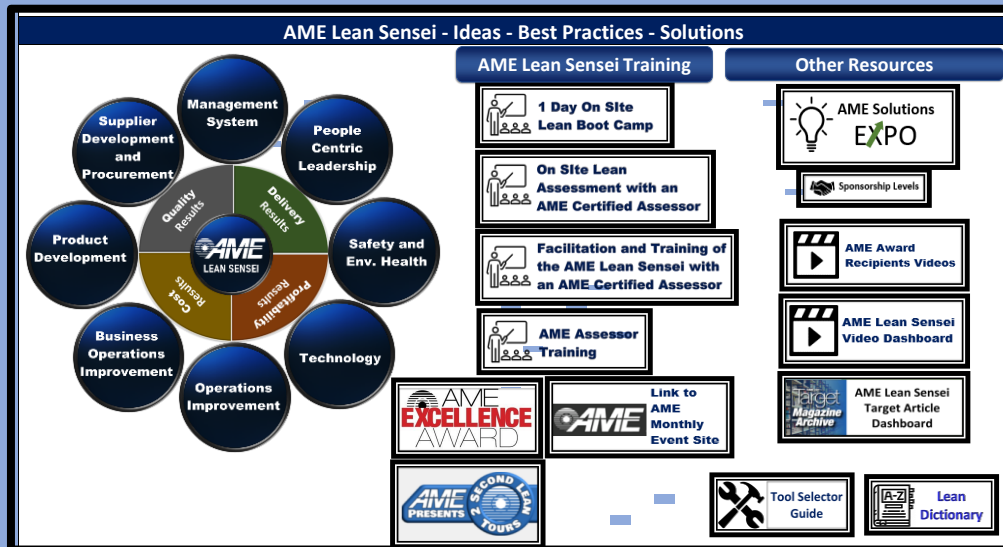 AME Lean Sensei - Ideas - Best Practices - Solutions
Management
System
People
Centric
Leadership
Safety and
Env. Health
Technology
Operations
Improvement
Business
Operations
Improvement
Product
Development
Supplier
Development
and
Procurement
Quality
Results
Delivery
Results
Cost
Results
Profitability
Results
AME
LEAN SENSEI
AME Lean Sensei Training
1 Day On SIte
Lean Boot Camp
On SIte Lean
Assessment with an
AME Certified Assessor
Facilitation and Training of
the AME Lean Sensei with
an AME Certified Assessor
AME Assessor
Training
AME
EXCELLENCE
AWARD
AME
Link to
AME
Monthly
Event Site
AME
PRESENTS
2 SECOND LEAN
TOURS
Other Resources
AME Solutions
EXPO
Sponsorship Levels
AME Award
Recipients Videos
AME Lean Sensei
Video Dashboard
Target
Magazine
Archive
AME Lean Sensei
Target Article
Dashboard
Tool Selector
Guide
A-Z
Lean
Dictionary